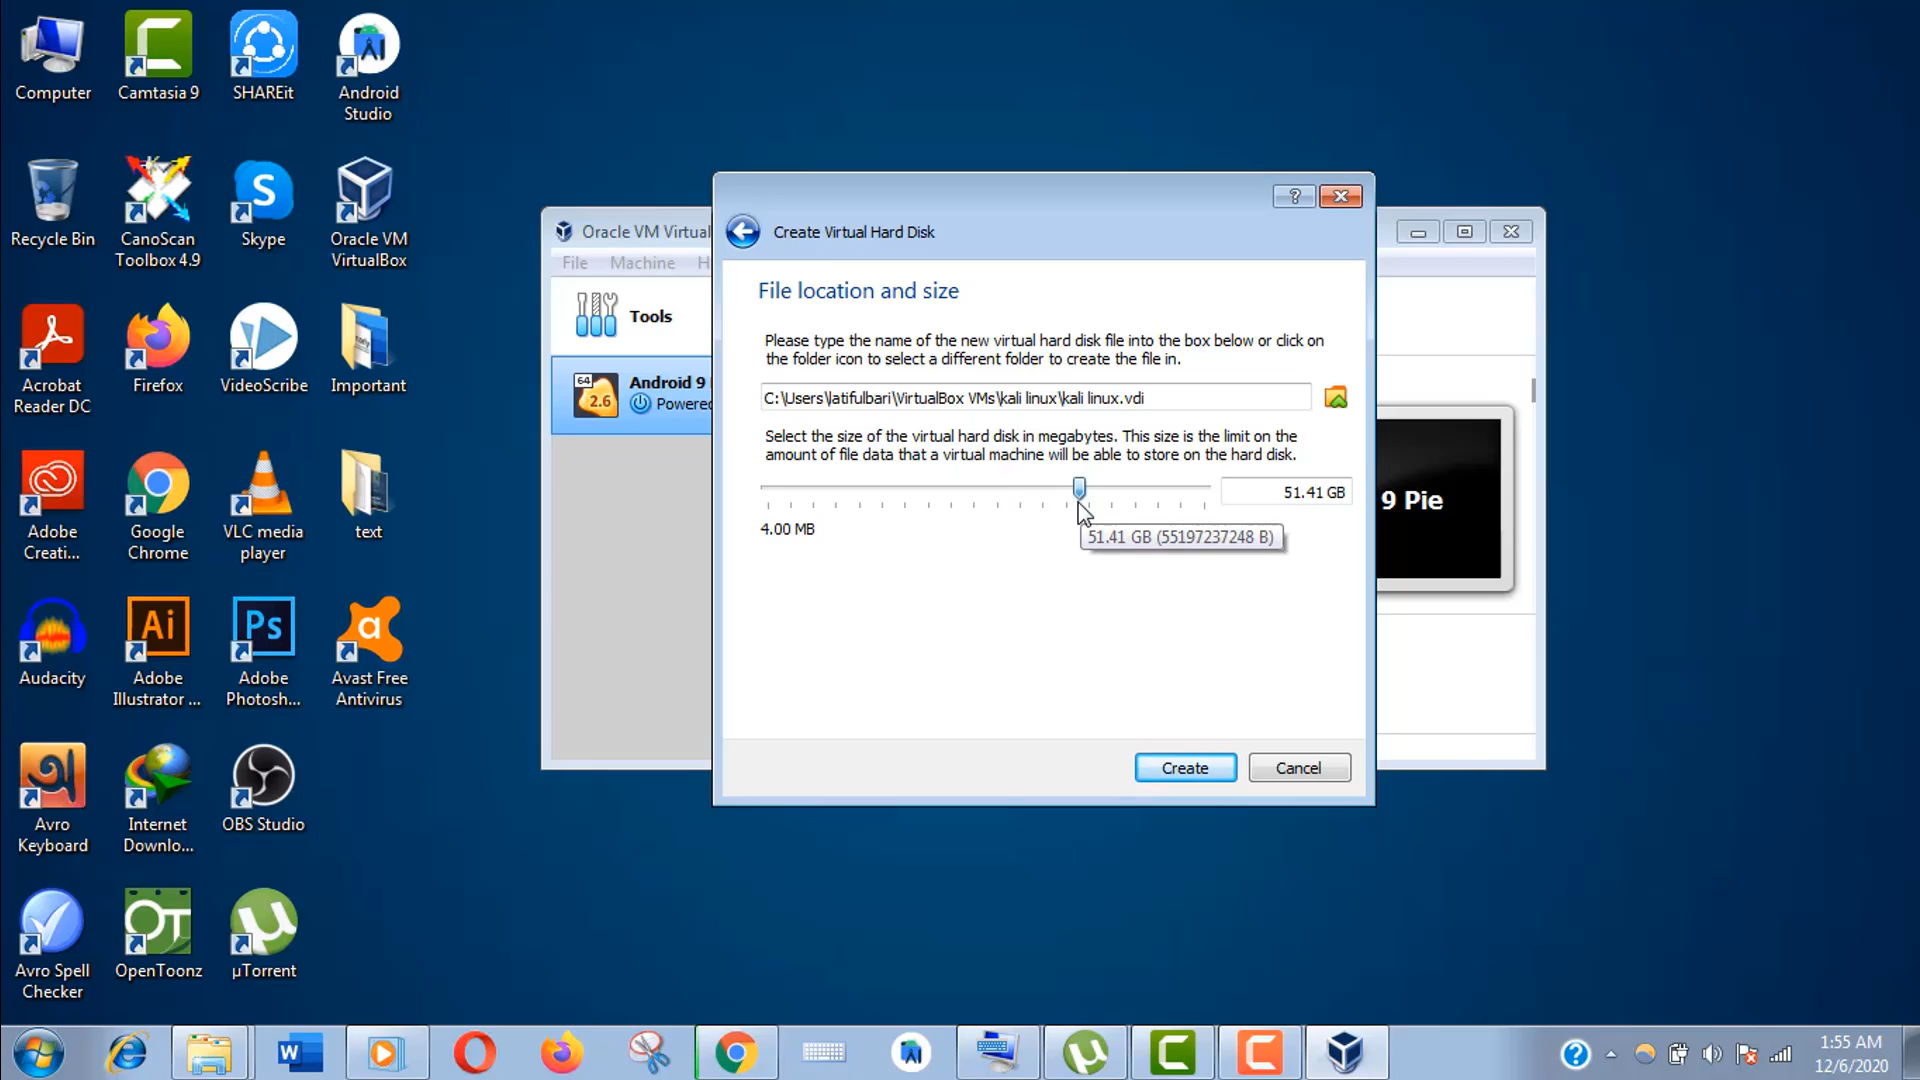 Computer
Camtasia 9
SHAREit
Android
Studio
Recycle Bin
CanoScan
Toolbox 4.9
S
Skype
Oracle VM
VirtualBox
Acrobat
Reader DC
Firefox
VideoScribe
Important
Adobe
Creati...
Google
Chrome
VLC media
player
text
Audacity
Ai
Adobe
Illustrator ...
Ps
Adobe
Photosh...
a
Avast Free
Antivirus
Avro
Keyboard
Internet
Downlo...
OBS Studio
Avro Spell
Checker
OT
OpenToonz
µTorrent
Oracle VM Virtual
File
Machine
H
Tools
64
2.6
Android 9
Powered
9 Pie
?
Create Virtual Hard Disk
File location and size
Please type the name of the new virtual hard disk file into the box below or click on
the folder icon to select a different folder to create the file in.
C:\Users\latifulbari\VirtualBox VMs\kali linux\kali linux.vdi
Select the size of the virtual hard disk in megabytes. This size is the limit on the
amount of file data that a virtual machine will be able to store on the hard disk.
51.41 GB
4.00 MB
51.41 GB (55197237248 B)
Create
Cancel
W
?
1:55 AM
12/6/2020